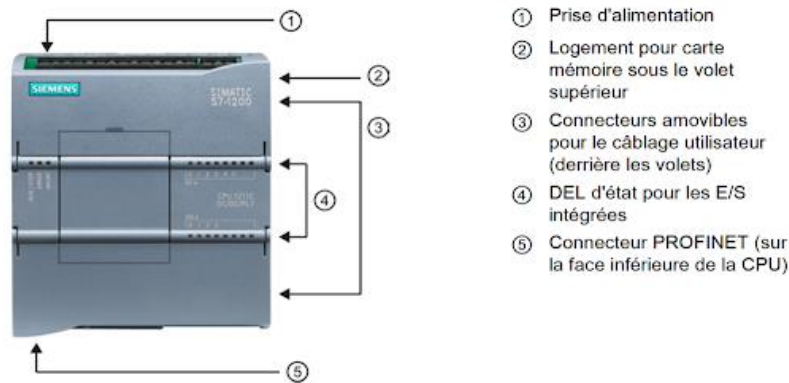 ① Prise d'alimentation
② Logement pour carte
mémoire sous le volet
supérieur
③ Connecteurs amovibles
pour le câblage utilisateur
(derrière les volets)
④ DEL d'état pour les E/S
intégrées
⑤ Connecteur PROFINET (sur
la face inférieure de la CPU)
①
SIEMENS
SIMATIC
S7-1200
②
③
④
⑤